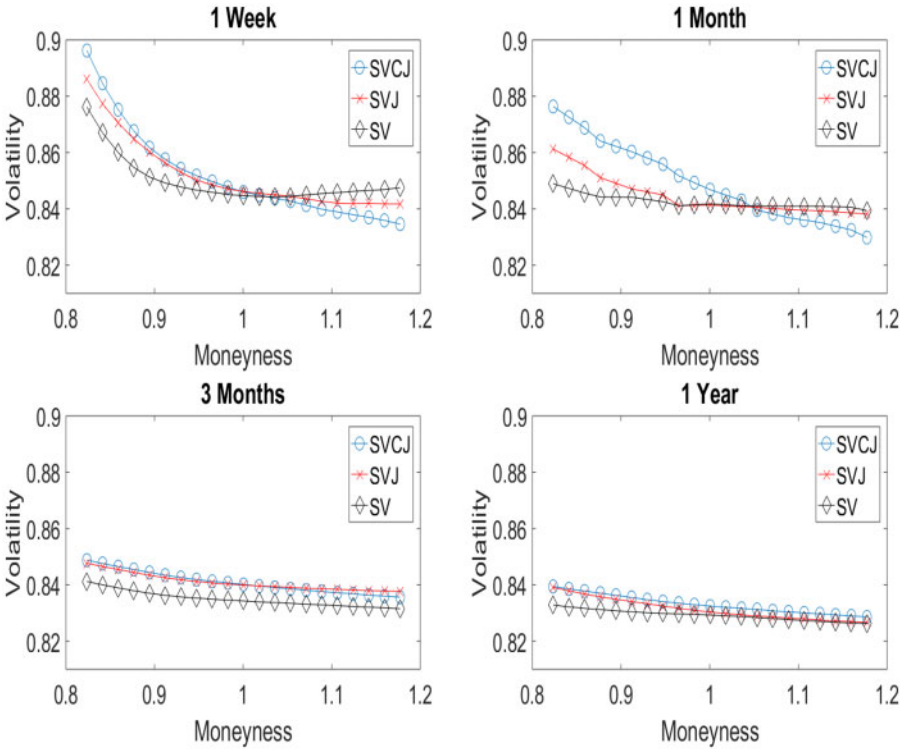 1 Week
0.9
0.88
0.86
0.84
0.82
Volatility
SVCJ
SVJ
SV
0.8 0.9 1 1.1 1.2
Moneyness
1 Month
0.9
0.88
0.86
0.84
0.82
Volatility
SVCJ
SVJ
SV
0.8 0.9 1 1.1 1.2
Moneyness
3 Months
0.9
0.88
0.86
0.84
0.82
Volatility
SVCJ
SVJ
SV
0.8 0.9 1 1.1 1.2
Moneyness
1 Year
0.9
0.88
0.86
0.84
0.82
Volatility
SVCJ
SVJ
SV
0.8 0.9 1 1.1 1.2
Moneyness